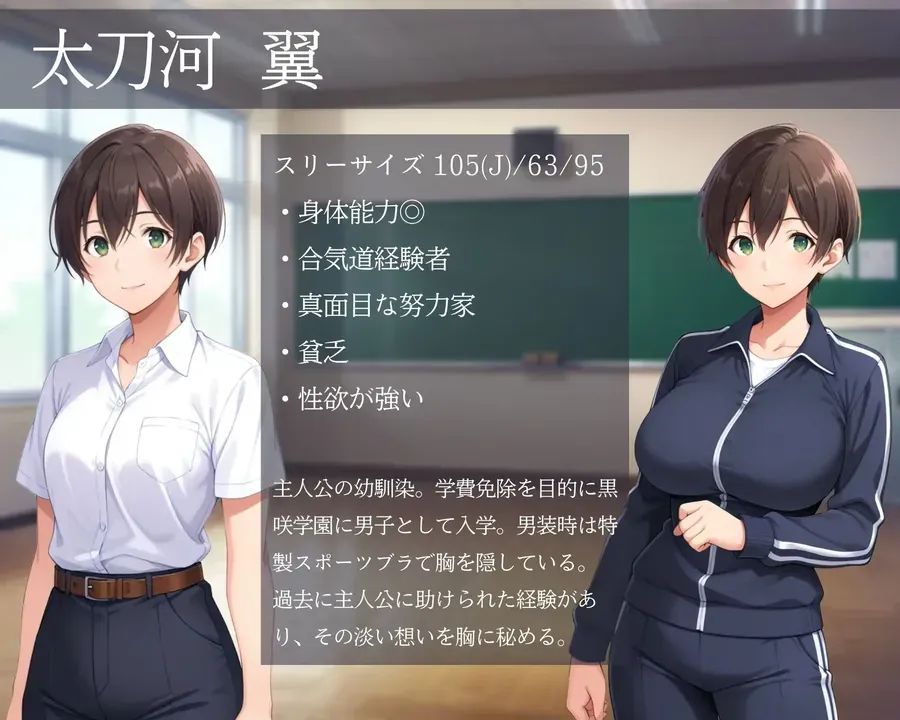 太刀河 翼
スリーサイズ 105(J)/63/95
・身体能力◎
・合気道経験者
・真面目な努力家
・貧乏
・性欲が強い
主人公の幼馴染。学費免除を目的に黒
咲学園に男子として入学。男装時は特
製スポーツブラで胸を隠している。
過去に主人公に助けられた経験があ
り、その淡い想いを胸に秘める。